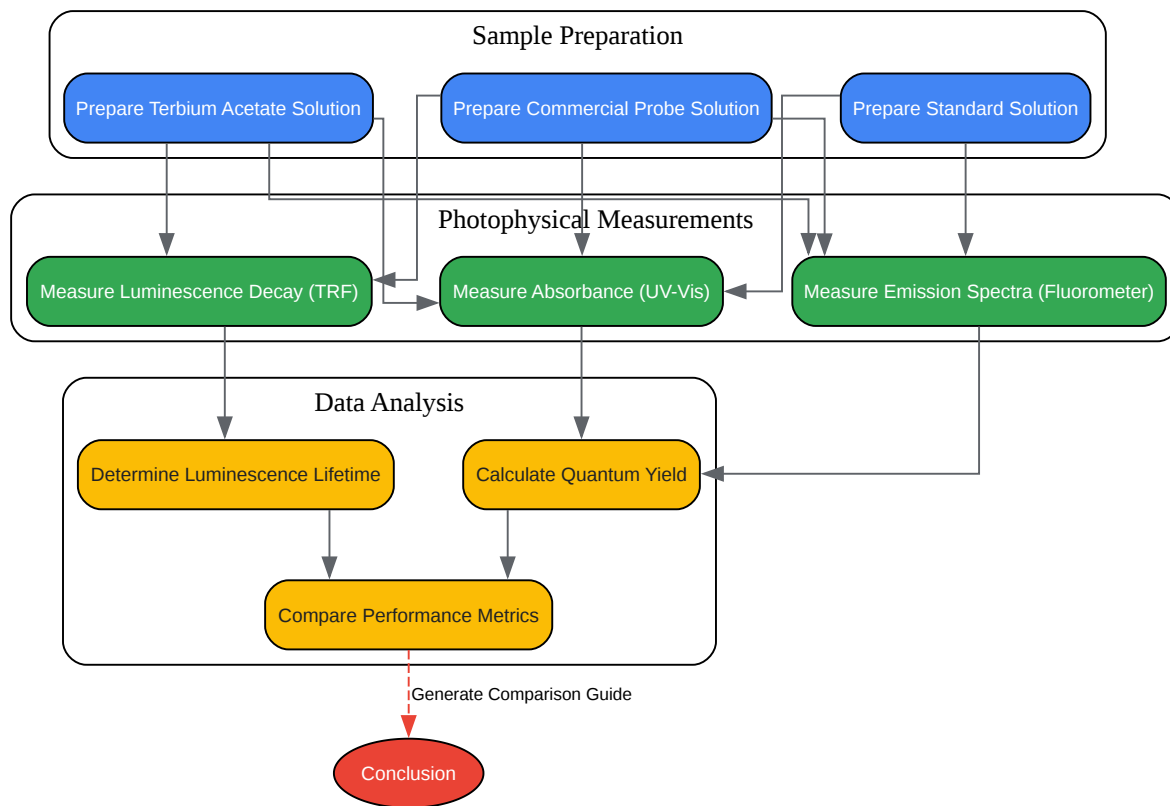 Sample Preparation
Prepare Terbium Acetate Solution
Prepare Commercial Probe Solution
Prepare Standard Solution
Photophysical Measurements
Measure Luminescence Decay (TRF)
Measure Absorbance (UV-Vis)
Measure Emission Spectra (Fluorometer)
Data Analysis
Determine Luminescence Lifetime
Calculate Quantum Yield
Compare Performance Metrics
Generate Comparison Guide
Conclusion